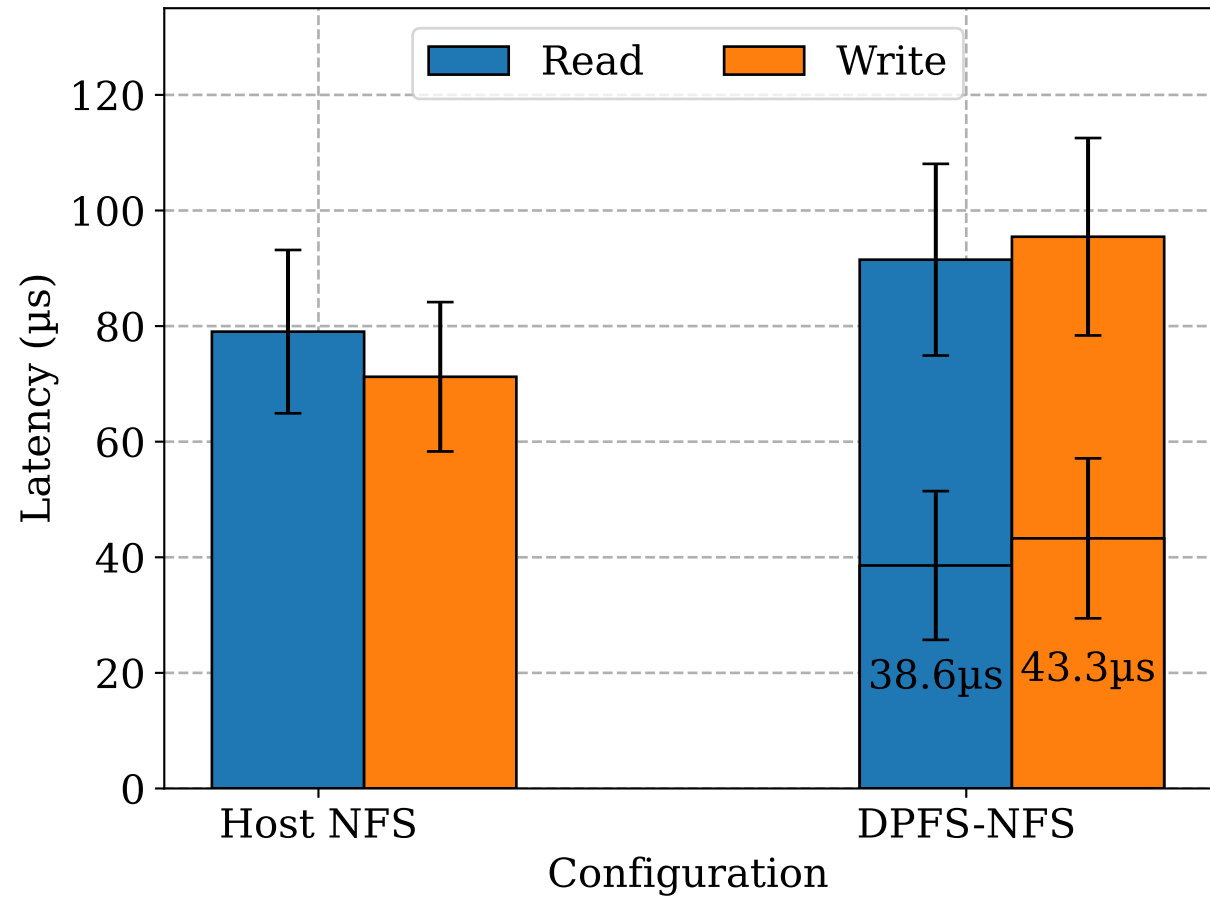 Read Write
120
100
80
60
40
20
0
Latency (µs)
38.6µs 43.3µs
Host NFS DPFS-NFS
Configuration